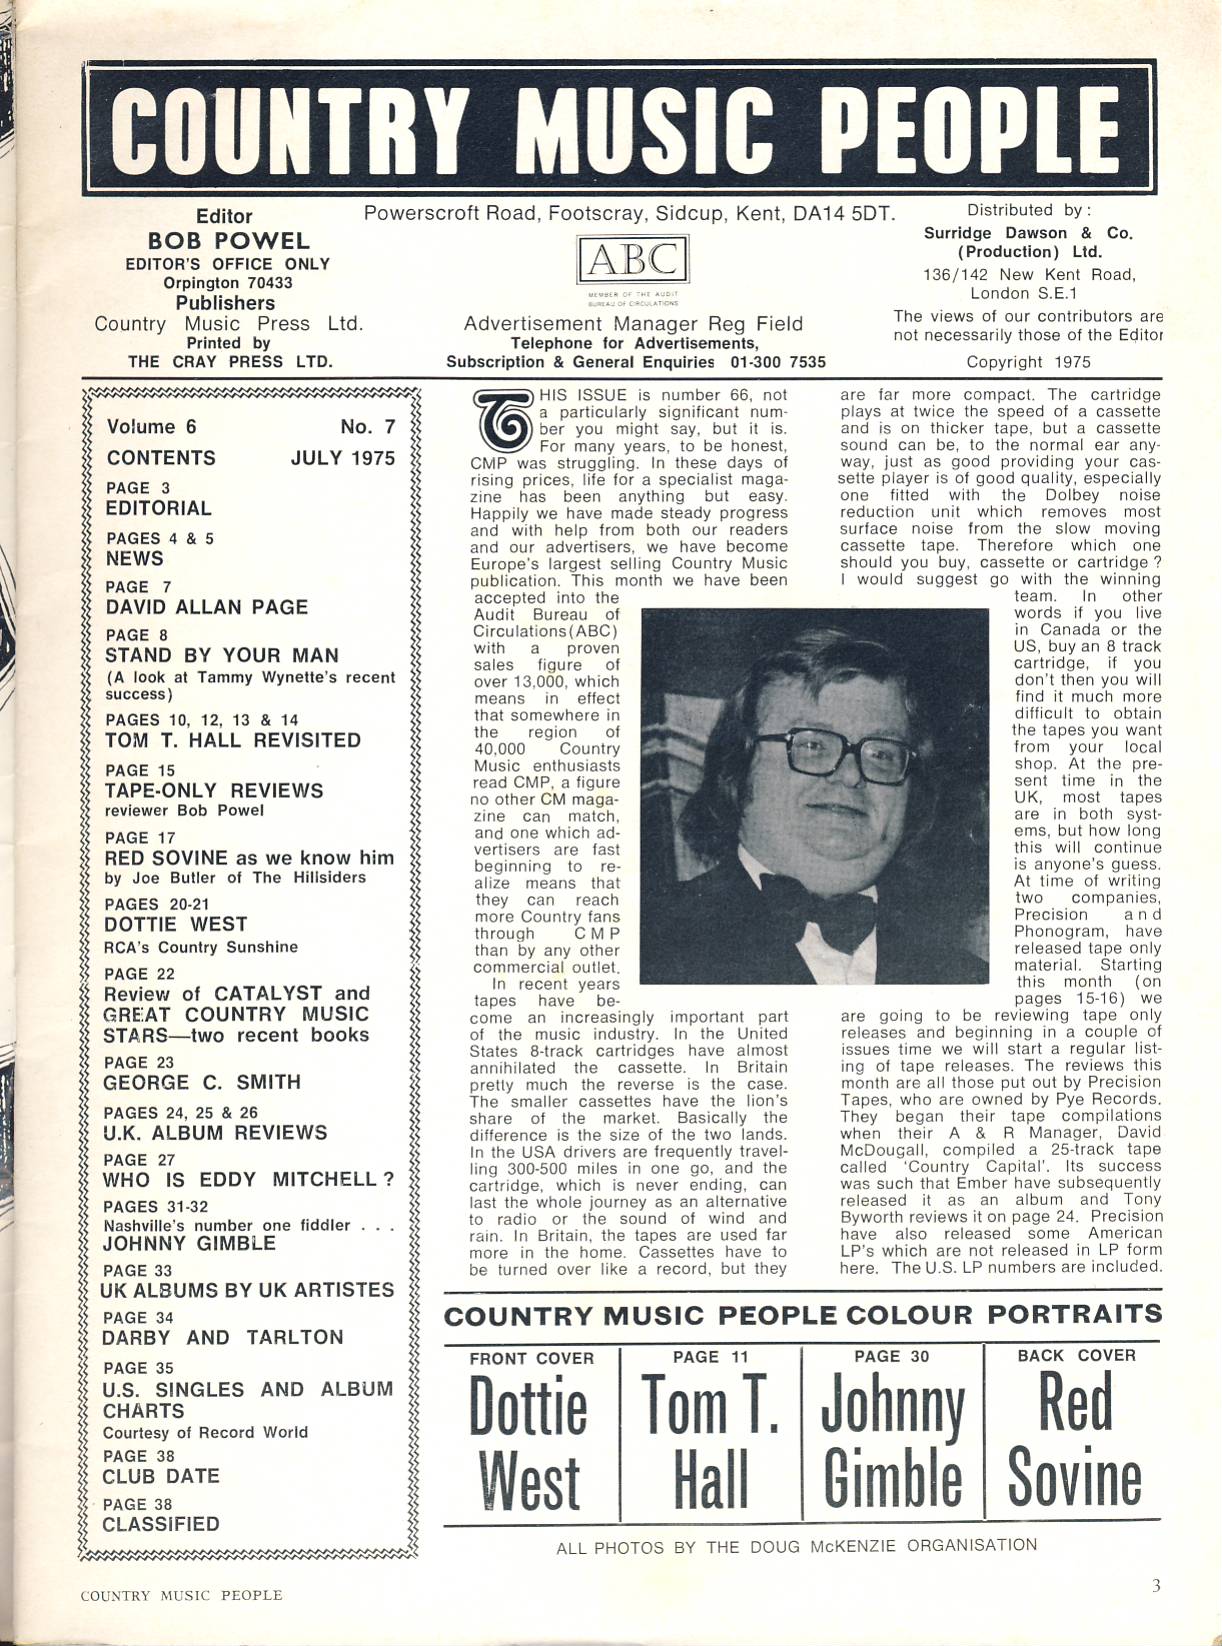 COUNTRY MUSIC PEOPLE
Editor
BOB POWEL
EDITOR'S OFFICE ONLY
Orpington 70433
Publishers
Country Music Press Ltd.
Printed by
THE CRAY PRESS LTD.
Powerscroft Road, Footscray, Sidcup, Kent, DA14 5DT.
ABC
MEMBER OF THE AUDIT
BUREAU OF CIRCULATIONS
Advertisement Manager Reg Field
Telephone for Advertisements,
Subscription & General Enquiries 01-300 7535
Distributed by :
Surridge Dawson & Co.
(Production) Ltd.
136/142 New Kent Road,
London S.E.1
The views of our contributors are
not necessarily those of the Editor
Copyright 1975
Volume 6 No. 7
CONTENTS JULY 1975
PAGE 3
EDITORIAL
PAGES 4 & 5
NEWS
PAGE 7
DAVID ALLAN PAGE
PAGE 8
STAND BY YOUR MAN
(A look at Tammy Wynette's recent
success)
PAGES 10, 12, 13 & 14
TOM T. HALL REVISITED
PAGE 15
TAPE-ONLY REVIEWS
reviewer Bob Powel
PAGE 17
RED SOVINE as we know him
by Joe Butler of The Hillsiders
PAGES 20-21
DOTTIE WEST
RCA's Country Sunshine
PAGE 22
Review of CATALYST and
GREAT COUNTRY MUSIC
STARS—two recent books
PAGE 23
GEORGE C. SMITH
PAGES 24, 25 & 26
U.K. ALBUM REVIEWS
PAGE 27
WHO IS EDDY MITCHELL ?
PAGES 31-32
Nashville's number one fiddler . . .
JOHNNY GIMBLE
PAGE 33
UK ALBUMS BY UK ARTISTES
PAGE 34
DARBY AND TARLTON
PAGE 35
U.S. SINGLES AND ALBUM
CHARTS
Courtesy of Record World
PAGE 38
CLUB DATE
PAGE 38
CLASSIFIED
THIS ISSUE is number 66, not
a particularly significant num-
ber you might say, but it is.
For many years, to be honest,
CMP was struggling. In these days of
rising prices, life for a specialist maga-
zine has been anything but easy.
Happily we have made steady progress
and with help from both our readers
and our advertisers, we have become
Europe's largest selling Country Music
publication. This month we have been
accepted into the
Audit Bureau of
Circulations(ABC)
with a proven
sales figure of
over 13,000, which
means in effect
that somewhere in
the region of
40,000 Country
Music enthusiasts
read CMP, a figure
no other CM maga-
zine can match,
and one which ad-
vertisers are fast
beginning to re-
alize means that
they can reach
more Country fans
through CMP
than by any other
commercial outlet.
In recent years
tapes have be-
come an increasingly important part
of the music industry. In the United
States 8-track cartridges have almost
annihilated the cassette. In Britain
pretty much the reverse is the case.
The smaller cassettes have the lion's
share of the market. Basically the
difference is the size of the two lands.
In the USA drivers are frequently travel-
ling 300-500 miles in one go, and the
cartridge, which is never ending, can
last the whole journey as an alternative
to radio or the sound of wind and
rain. In Britain, the tapes are used far
more in the home. Cassettes have to
be turned over like a record, but they
are far more compact. The cartridge
plays at twice the speed of a cassette
and is on thicker tape, but a cassette
sound can be, to the normal ear any-
way, just as good providing your cas-
sette player is of good quality, especially
one fitted with the Dolbey noise
reduction unit which removes most
surface noise from the slow moving
cassette tape. Therefore which one
should you buy, cassette or cartridge ?
I would suggest go with the winning
team. In other
words if you live
in Canada or the
US, buy an 8 track
cartridge, if you
don't then you will
find it much more
difficult to obtain
the tapes you want
from your local
shop. At the pre-
sent time in the
UK, most tapes
are in both syst-
ems, but how long
this will continue
is anyone's guess.
At time of writing
two companies,
Precision and
Phonogram, have
released tape only
material. Starting
this month (on
pages 15-16) we
are going to be reviewing tape only
releases and beginning in a couple of
issues time we will start a regular list-
ing of tape releases. The reviews this
month are all those put out by Precision
Tapes, who are owned by Pye Records.
They began their tape compilations
when their A & R Manager, David
McDougall, compiled a 25-track tape
called 'Country Capital'. Its success
was such that Ember have subsequently
released it as an album and Tony
Byworth reviews it on page 24. Precision
have also released some American
LP's which are not released in LP form
here. The U.S. LP numbers are included.
COUNTRY MUSIC PEOPLE COLOUR PORTRAITS
FRONT COVER
Dottie
West
PAGE 11
Tom T.
Hall
PAGE 30
Johnny
Gimble
BACK COVER
Red
Sovine
ALL PHOTOS BY THE DOUG McKENZIE ORGANISATION
COUNTRY MUSIC PEOPLE
3